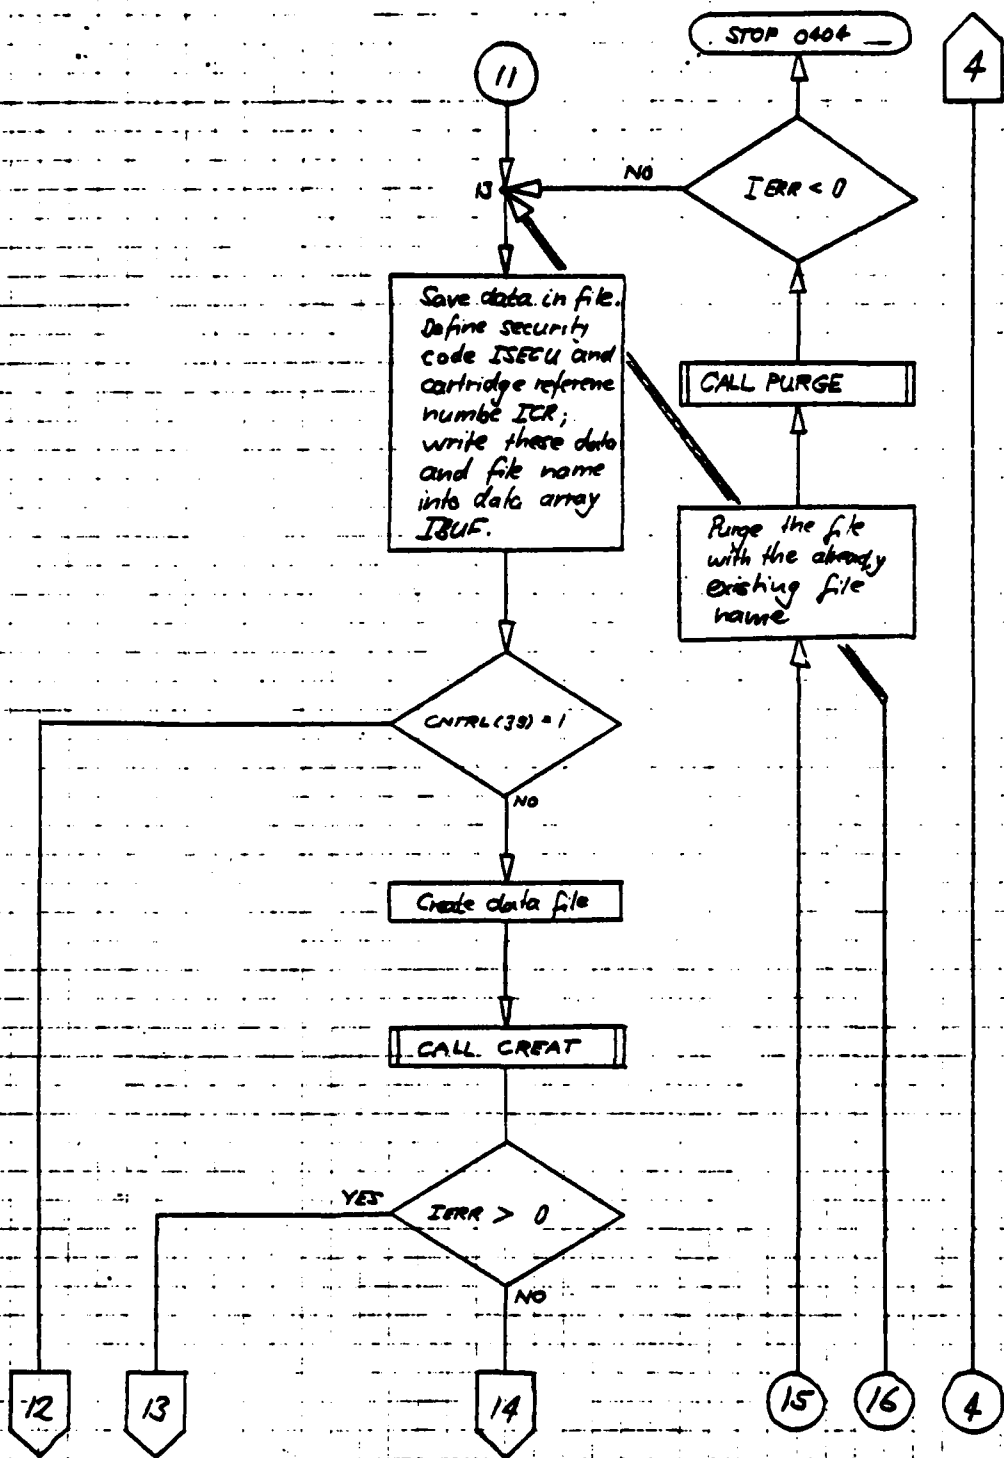 STOP 0404
4
11
NO
IERR < 0
13
Save data in file.
Define security
code ISECU and
cartridge referene
numbe ICR;
write these data
and file name
into data array
IBUF.
CALL PURGE
Purge the file
with the already
existing file
name
CNTRL(39) = 1
NO
Create data file
CALL CREAT
YES
IERR > 0
NO
12
13
14
15
16
4